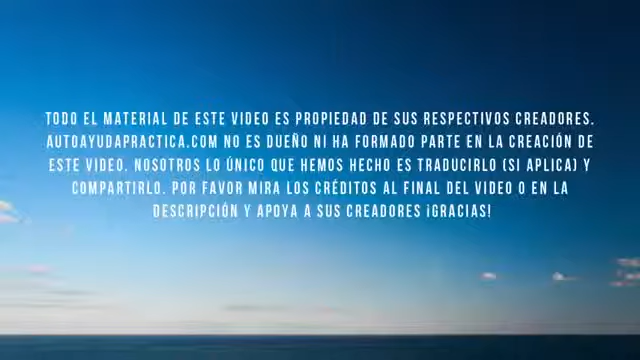 TODO EL MATERIAL DE ESTE VIDEO ES PROPIEDAD DE SUS RESPECTIVOS CREADORES.
AUTOAYUDAPRACTICA.COM NO ES DUEÑO NI HA FORMADO PARTE EN LA CREACIÓN DE
ESTE VIDEO. NOSOTROS LO ÚNICO QUE HEMOS HECHO ES TRADUCIRLO (SI APLICA) Y
COMPARTIRLO. POR FAVOR MIRA LOS CRÉDITOS AL FINAL DEL VIDEO O EN LA
DESCRIPCIÓN Y APOYA A SUS CREADORES ¡GRACIAS!